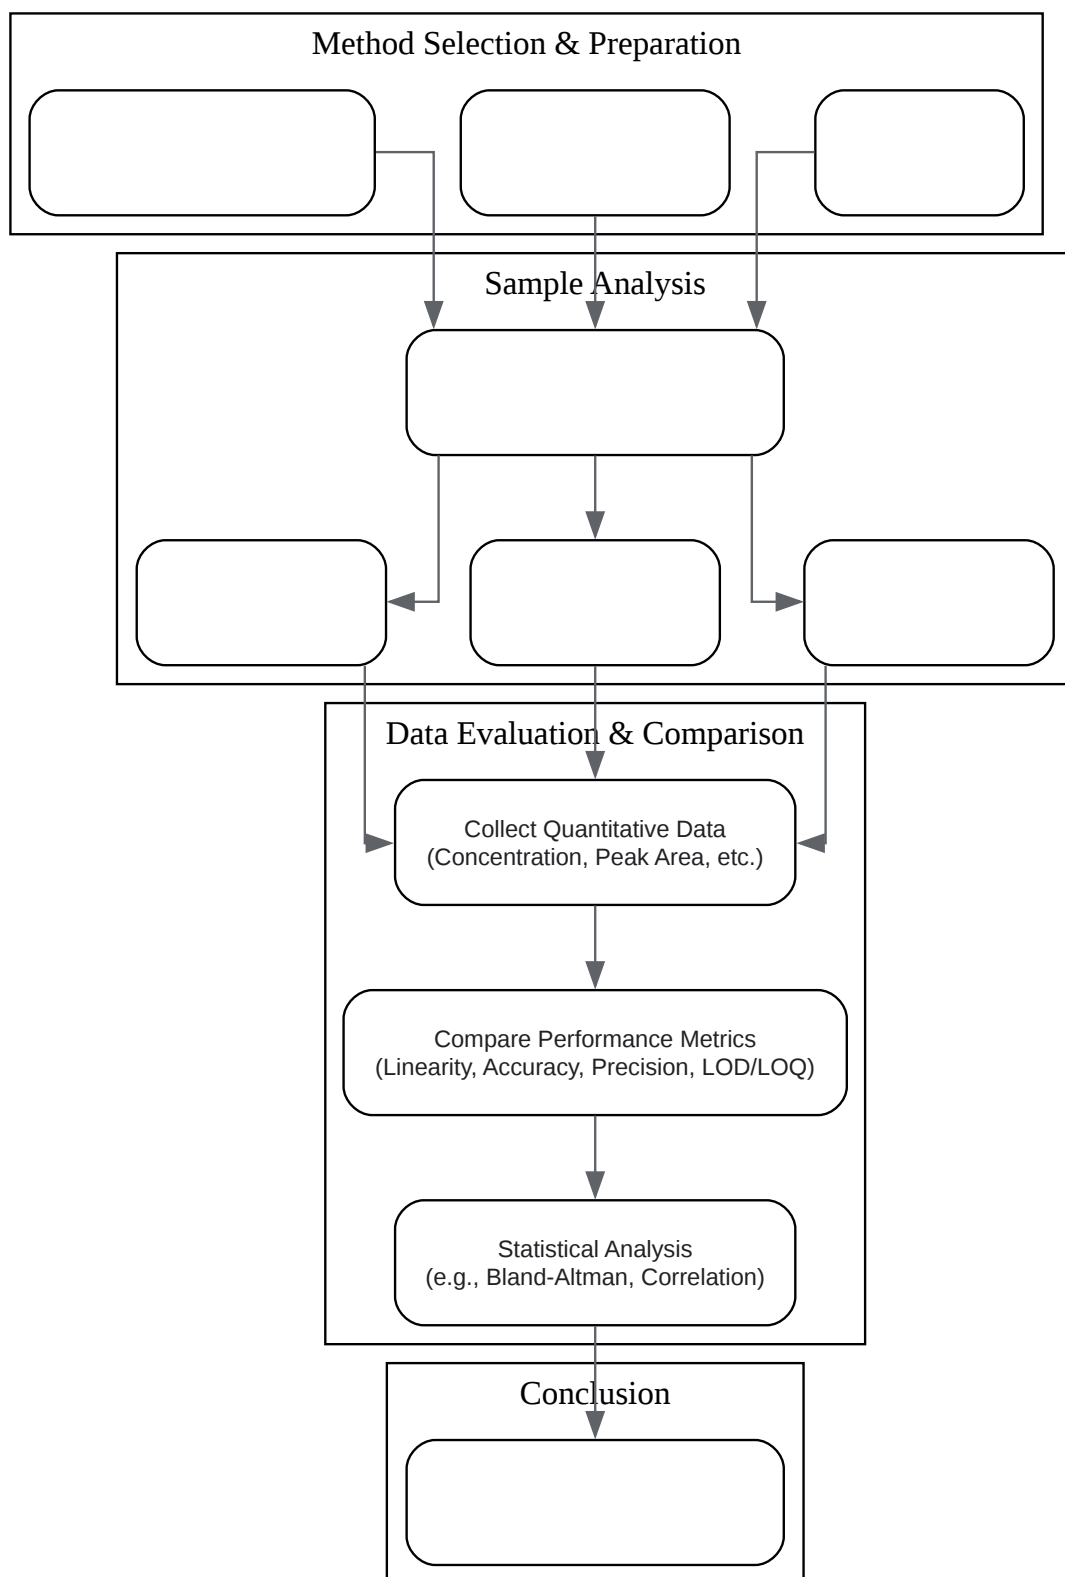 Method Selection & Preparation
Sample Analysis
Data Evaluation & Comparison
Collect Quantitative Data
(Concentration, Peak Area, etc.)
Compare Performance Metrics
(Linearity, Accuracy, Precision, LOD/LOQ)
Statistical Analysis
(e.g., Bland-Altman, Correlation)
Conclusion